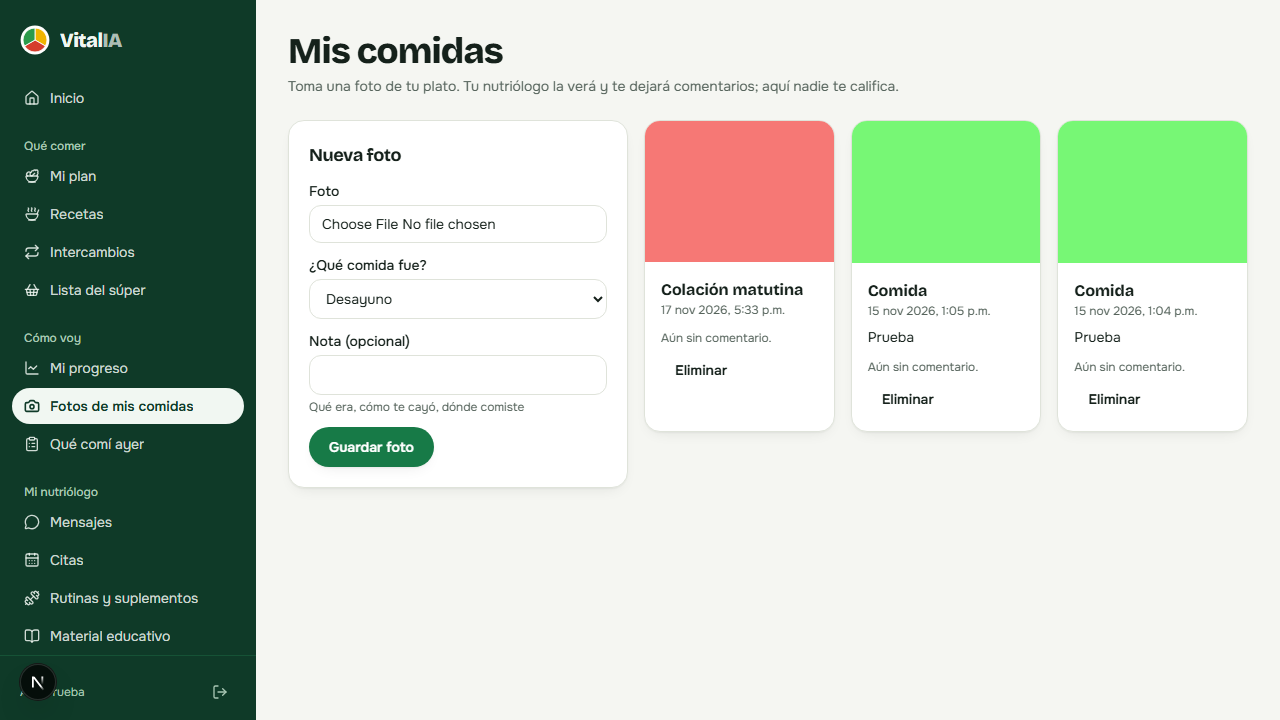 VitalIA
Inicio
Qué comer
Mi plan
Recetas
Intercambios
Lista del súper
Cómo voy
Mi progreso
Fotos de mis comidas
Qué comí ayer
Mi nutriólogo
Mensajes
Citas
Rutinas y suplementos
Material educativo
N
Mis comidas
Toma una foto de tu plato. Tu nutriólogo la verá y te dejará comentarios; aquí nadie te califica.
Nueva foto
Foto
Choose File No file chosen
¿Qué comida fue?
Desayuno
Nota (opcional)
Qué era, cómo te cayó, dónde comiste
Guardar foto
Colación matutina
17 nov 2026, 5:33 p.m.
Aún sin comentario.
Eliminar
Comida
15 nov 2026, 1:05 p.m.
Prueba
Aún sin comentario.
Eliminar
Comida
15 nov 2026, 1:04 p.m.
Prueba
Aún sin comentario.
Eliminar